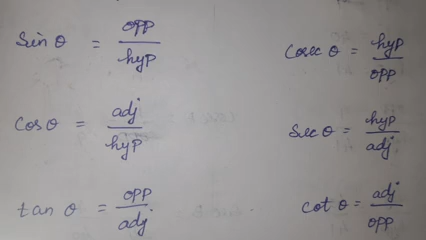 Sin θ = opp/hyp
Cosec θ = hyp/opp
Cos θ = adj/hyp
Sec θ = hyp/adj
tan θ = opp/adj
cot θ = adj/opp